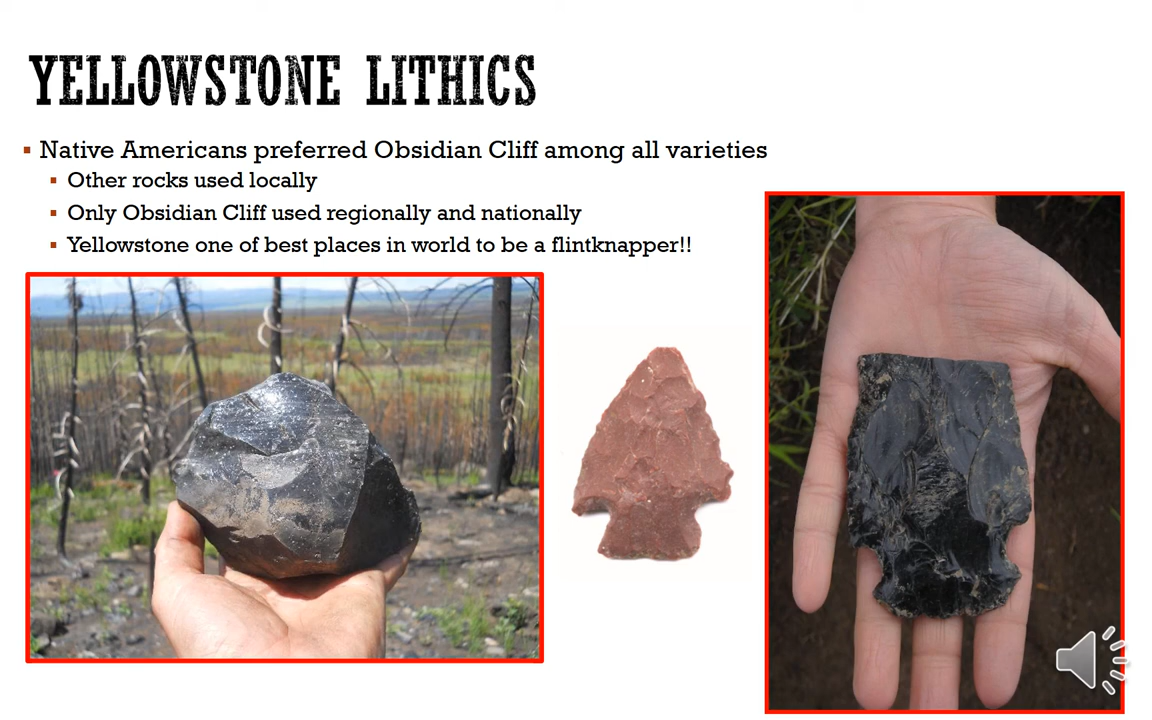 YELLOWSTONE LITHICS
Native Americans preferred Obsidian Cliff among all varieties
Other rocks used locally
Only Obsidian Cliff used regionally and nationally
Yellowstone one of best places in world to be a flintknapper!!